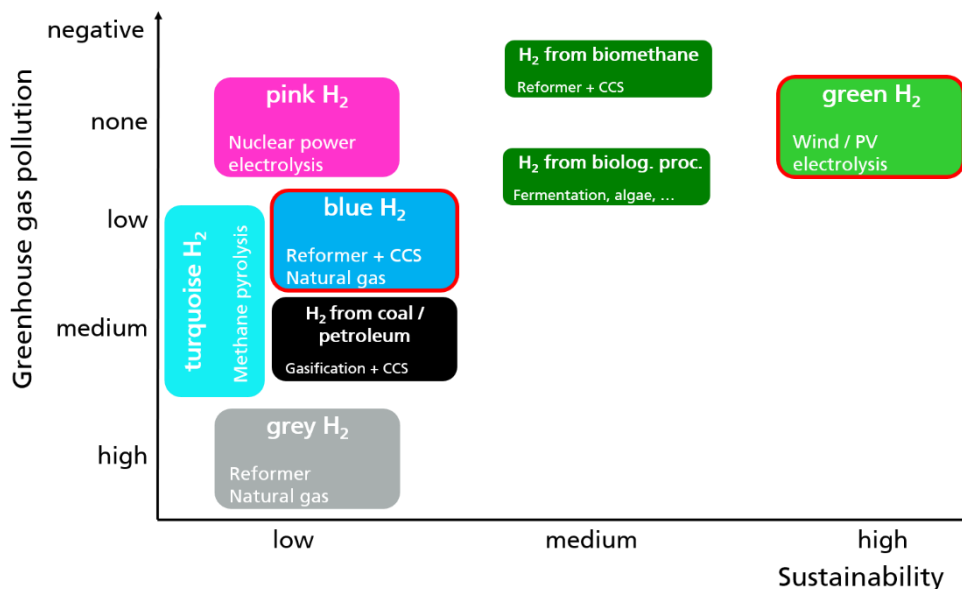 Greenhouse gas pollution
negative
none
low
medium
high
pink H₂
Nuclear power
electrolysis
H₂ from biomethane
Reformer + CCS
green H₂
Wind / PV
electrolysis
H₂ from biolog. proc.
Fermentation, algae, …
turquoise H₂
Methane pyrolysis
blue H₂
Reformer + CCS
Natural gas
H₂ from coal /
petroleum
Gasification + CCS
grey H₂
Reformer
Natural gas
low
medium
high
Sustainability